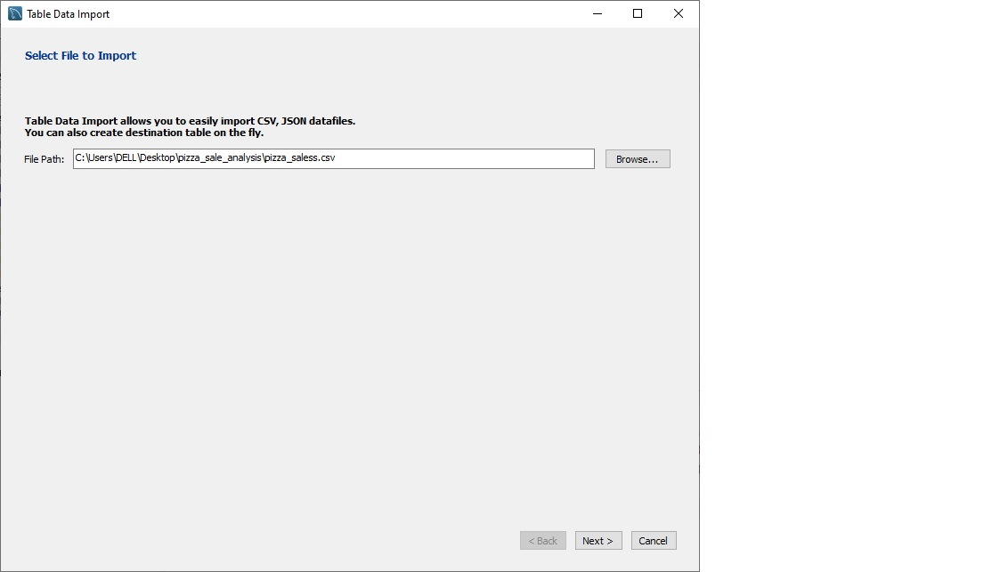 Table Data Import
Select File to Import
Table Data Import allows you to easily import CSV, JSON datafiles.
You can also create destination table on the fly.
File Path: C:\Users\DELL\Desktop\pizza_sale_analysis\pizza_saless.csv Browse...
< Back Next > Cancel